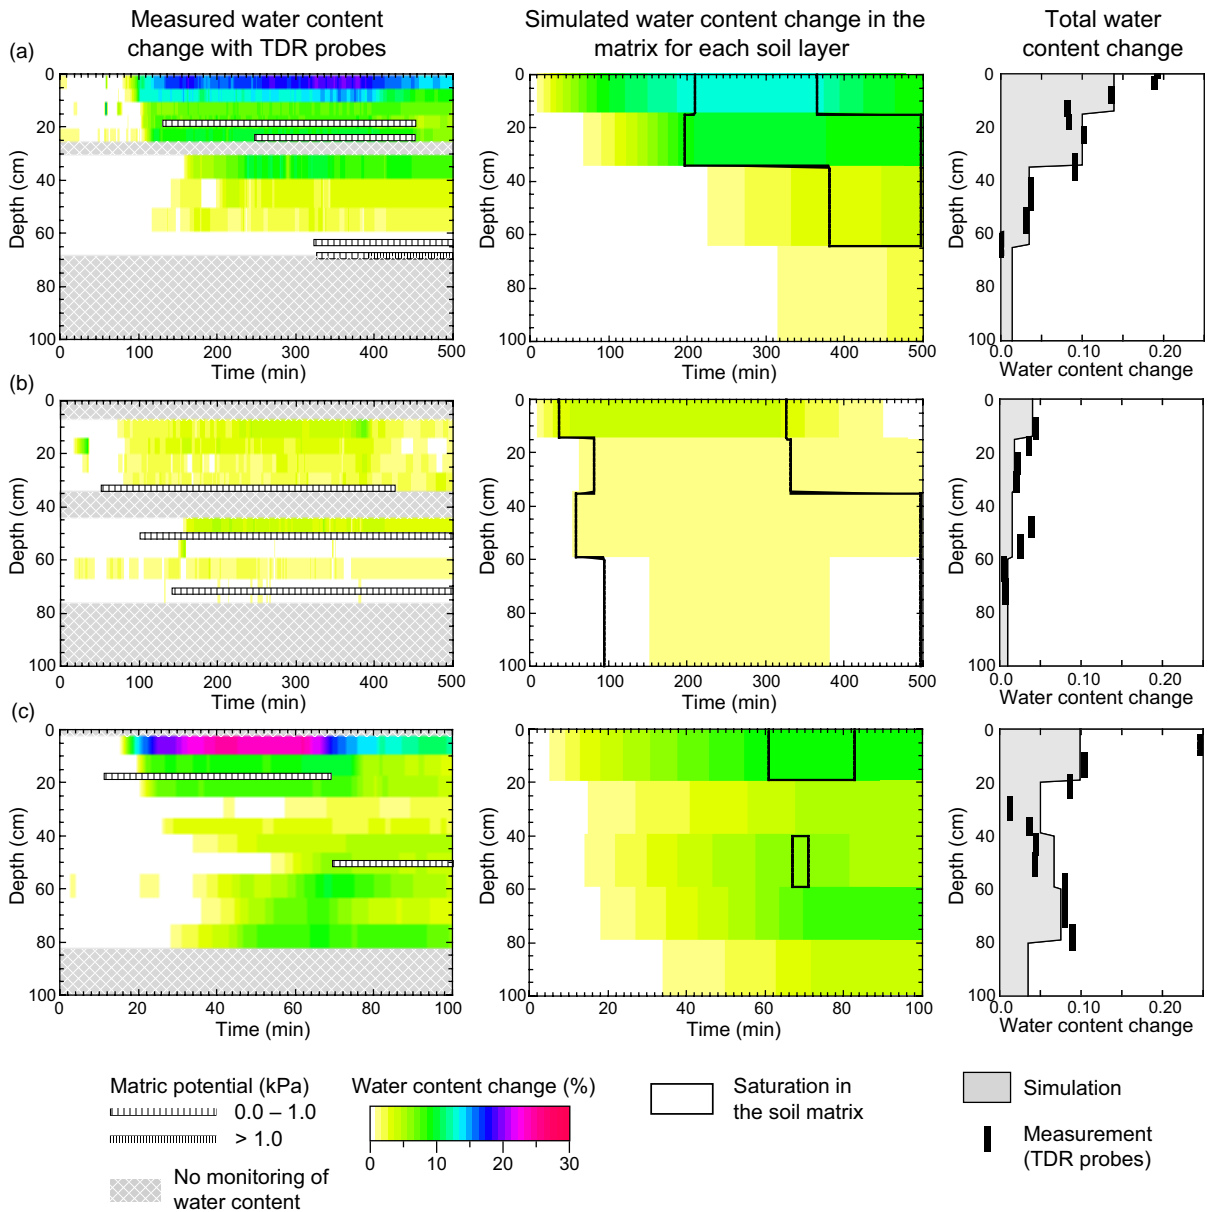 Measured water content
change with TDR probes
Simulated water content change in the
matrix for each soil layer
Total water
content change
(a)
0
20
40
60
80
100
Depth (cm)
0
100
200
300
400
500
Time (min)
0
20
40
60
80
100
Depth (cm)
0
100
200
300
400
500
Time (min)
0
20
40
60
80
100
Depth (cm)
0.0
0.10
0.20
Water content change
(b)
0
20
40
60
80
100
Depth (cm)
0
100
200
300
400
500
Time (min)
0
20
40
60
80
100
Depth (cm)
0
100
200
300
400
500
Time (min)
0
20
40
60
80
100
Depth (cm)
0.0
0.10
0.20
Water content change
(c)
0
20
40
60
80
100
Depth (cm)
0
20
40
60
80
100
Time (min)
0
20
40
60
80
100
Depth (cm)
0
20
40
60
80
100
Time (min)
0
20
40
60
80
100
Depth (cm)
0.0
0.10
0.20
Water content change
Matric potential (kPa)
0.0 – 1.0
> 1.0
No monitoring of
water content
Water content change (%)
0
10
20
30
Saturation in
the soil matrix
Simulation
Measurement
(TDR probes)